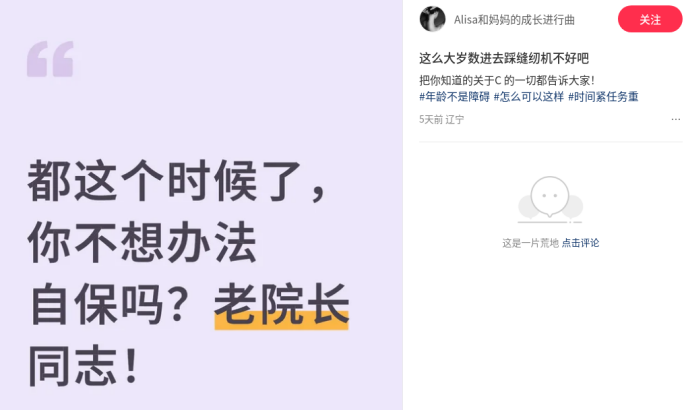 都这个时候了，
你不想办法
自保吗？老院长
同志！
Alisa和妈妈的成长进行曲
关注
这么大岁数进去踩缝纫机不好吧
把你知道的关于C 的一切都告诉大家！
#年龄不是障碍 #怎么可以这样 #时间紧任务重
5天前 辽宁
这是一片荒地 点击评论